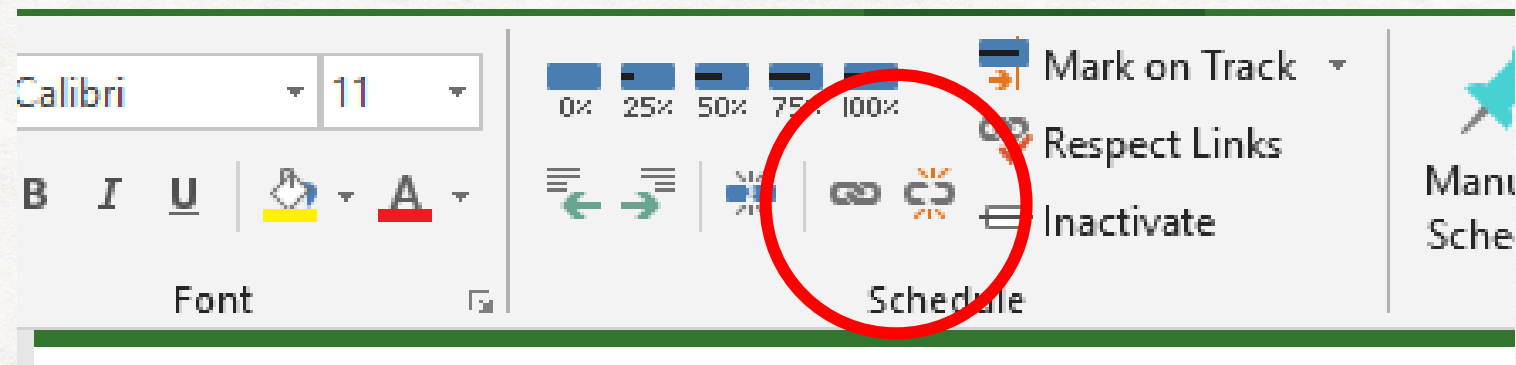 Calibri
11
0% 25% 50% 75% 100%
Mark on Track
Respect Links
Inactivate
B I U A
Manu
Sche
Font
Schedule